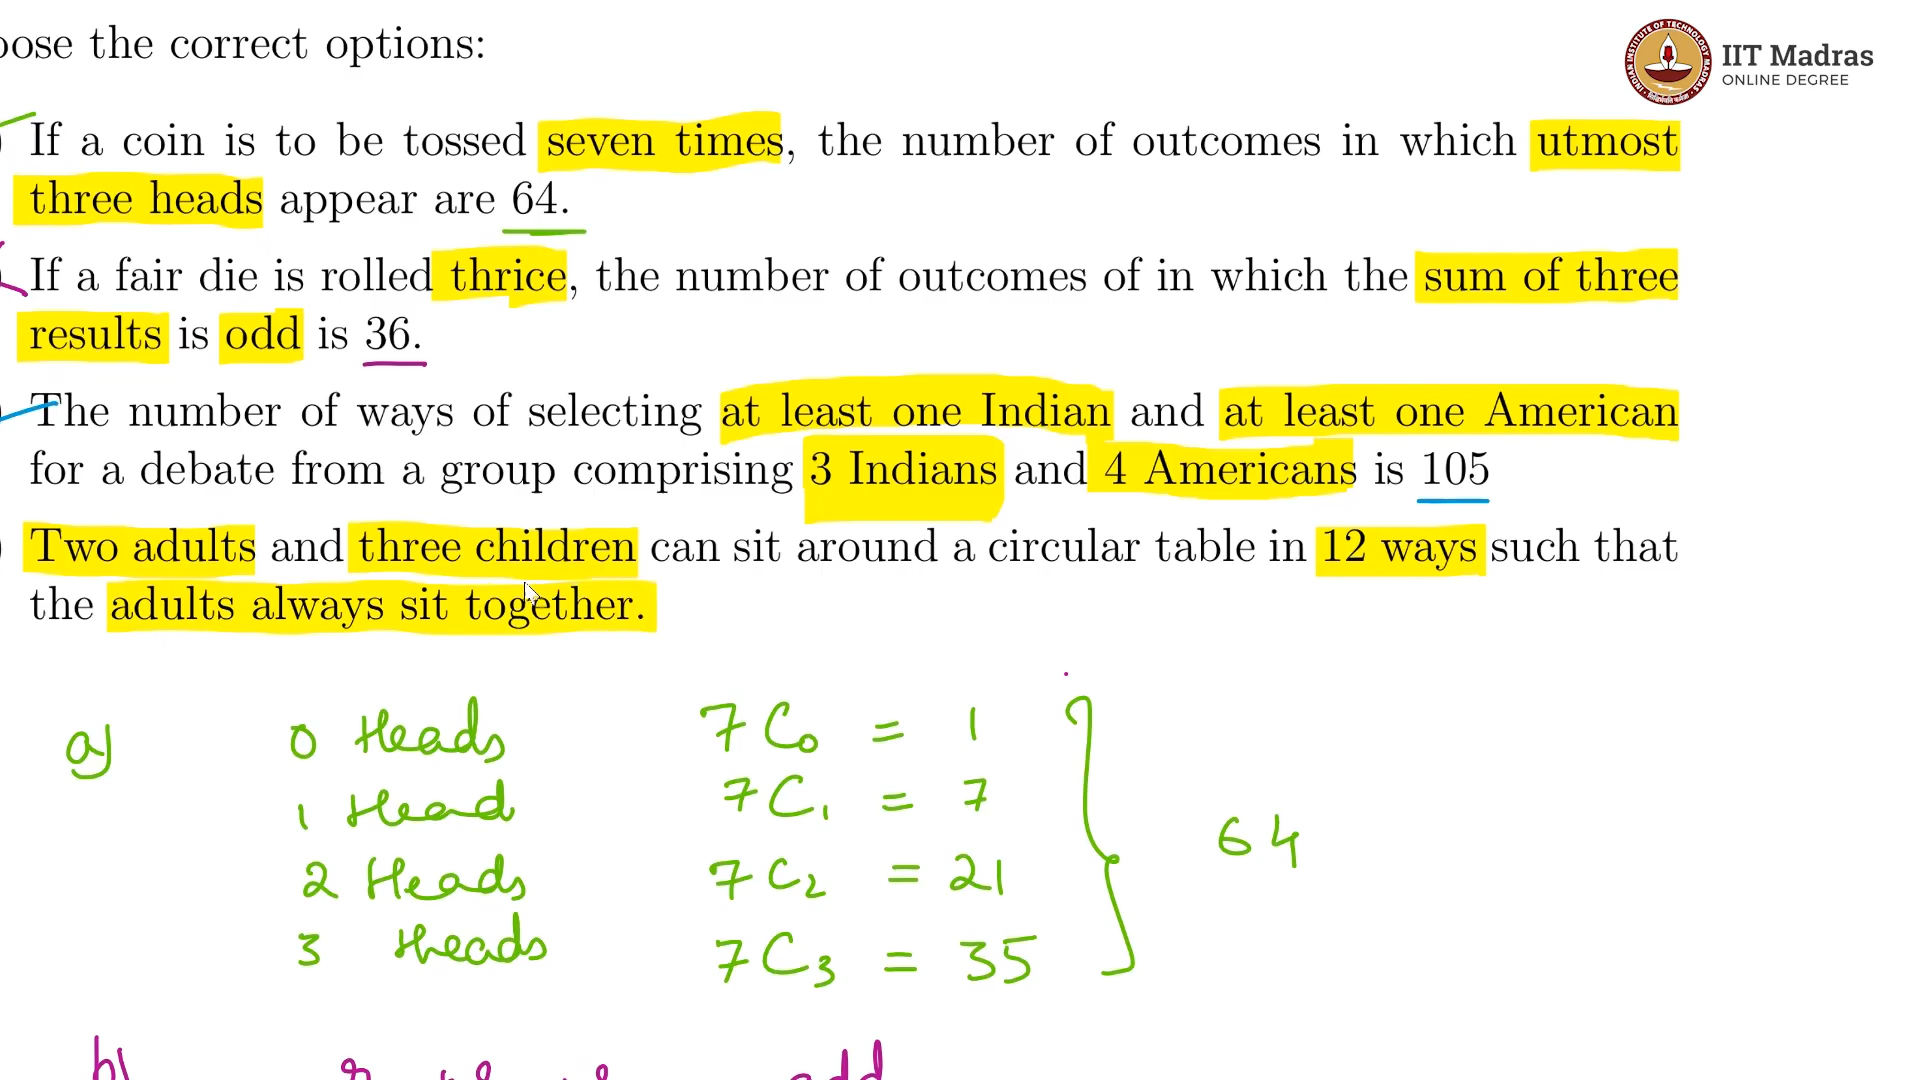 oose the correct options:
IIT Madras
ONLINE DEGREE
If a coin is to be tossed seven times, the number of outcomes in which utmost
three heads appear are 64.
If a fair die is rolled thrice, the number of outcomes of in which the sum of three
results is odd is 36.
The number of ways of selecting at least one Indian and at least one American
for a debate from a group comprising 3 Indians and 4 Americans is 105
Two adults and three children can sit around a circular table in 12 ways such that
the adults always sit together.
a) 0 Heads 7C₀ = 1
1 Head 7C₁ = 7
2 Heads 7C₂ = 21
64
3 Heads 7C₃ = 35
b) odd